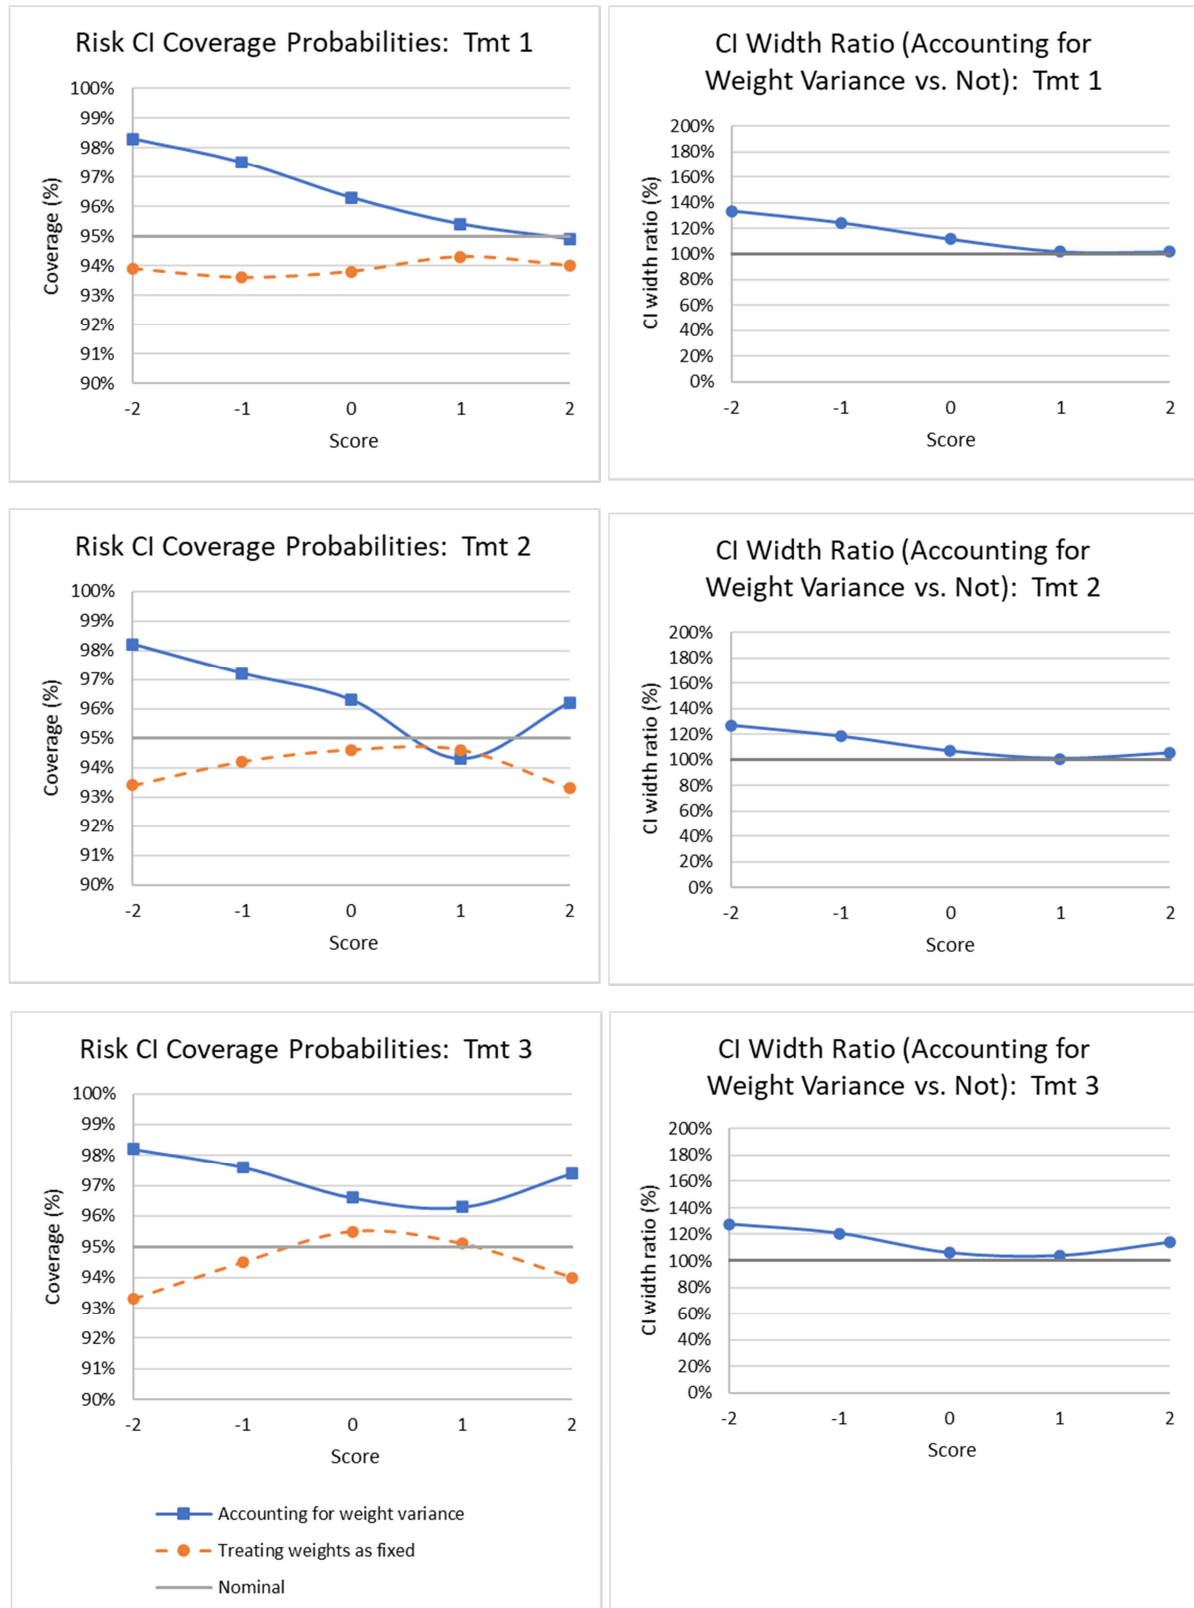 Risk CI Coverage Probabilities: Tmt 1
100%
99%
98%
97%
96%
95%
94%
93%
92%
91%
90%
Coverage (%)
-2 -1 0 1 2
Score
CI Width Ratio (Accounting for
Weight Variance vs. Not): Tmt 1
200%
180%
160%
140%
120%
100%
80%
60%
40%
20%
0%
CI width ratio (%)
-2 -1 0 1 2
Score
Risk CI Coverage Probabilities: Tmt 2
100%
99%
98%
97%
96%
95%
94%
93%
92%
91%
90%
Coverage (%)
-2 -1 0 1 2
Score
CI Width Ratio (Accounting for
Weight Variance vs. Not): Tmt 2
200%
180%
160%
140%
120%
100%
80%
60%
40%
20%
0%
CI width ratio (%)
-2 -1 0 1 2
Score
Risk CI Coverage Probabilities: Tmt 3
100%
99%
98%
97%
96%
95%
94%
93%
92%
91%
90%
Coverage (%)
-2 -1 0 1 2
Score
CI Width Ratio (Accounting for
Weight Variance vs. Not): Tmt 3
200%
180%
160%
140%
120%
100%
80%
60%
40%
20%
0%
CI width ratio (%)
-2 -1 0 1 2
Score
Accounting for weight variance
Treating weights as fixed
Nominal